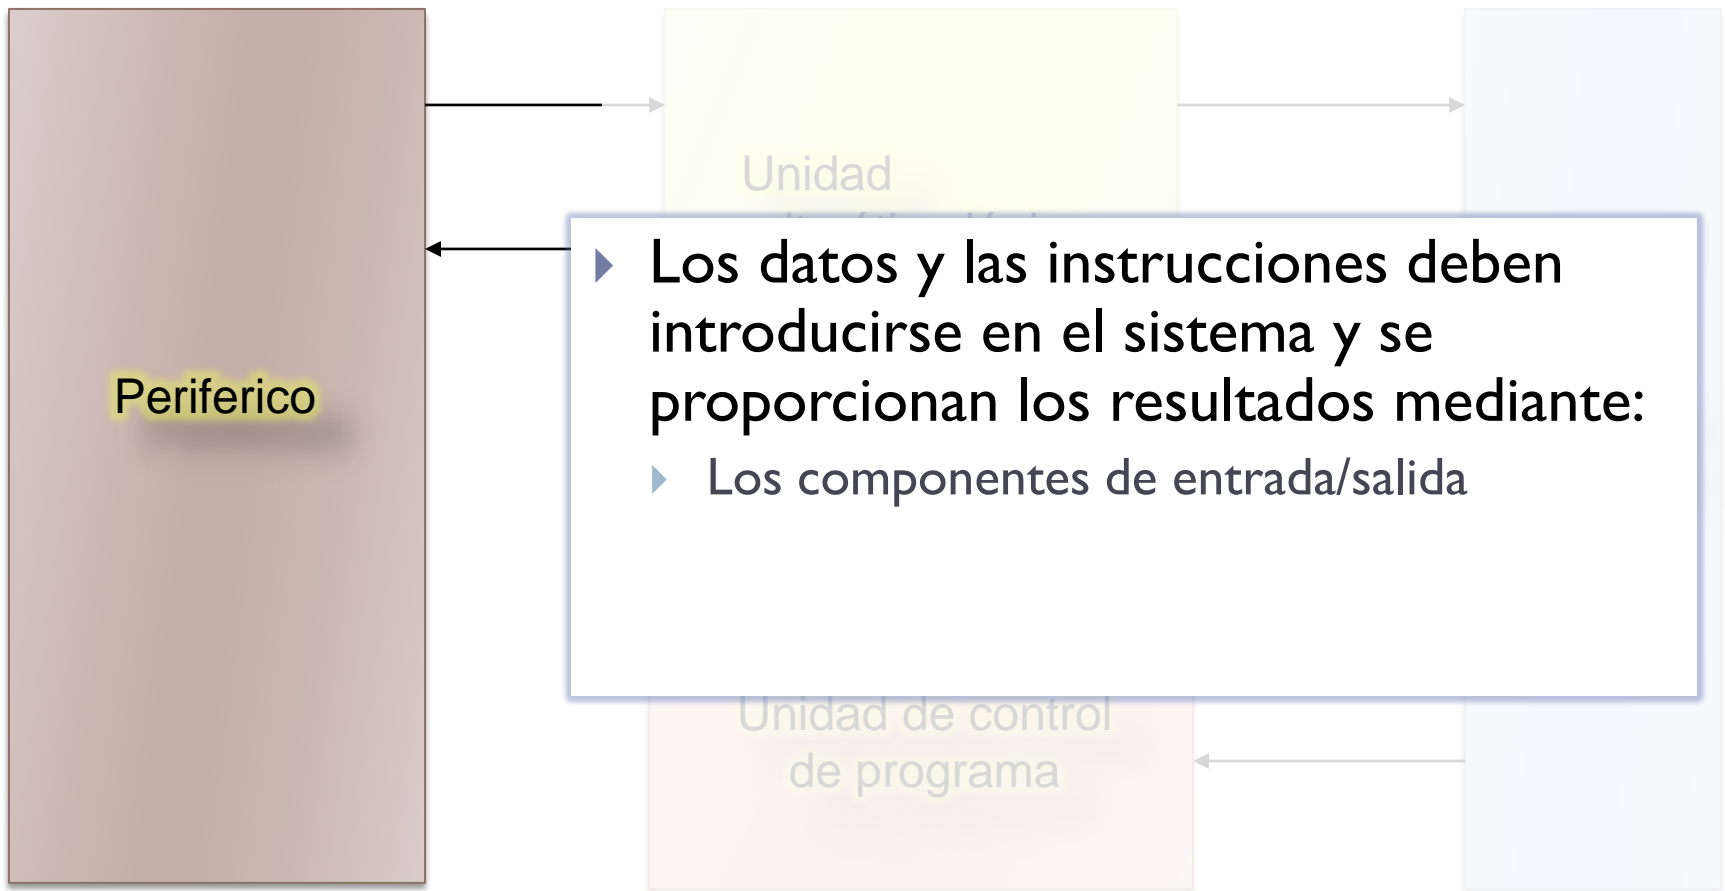 Periferico
Unidad
Los datos y las instrucciones deben
introducirse en el sistema y se
proporcionan los resultados mediante:
Los componentes de entrada/salida
Unidad de control
de programa